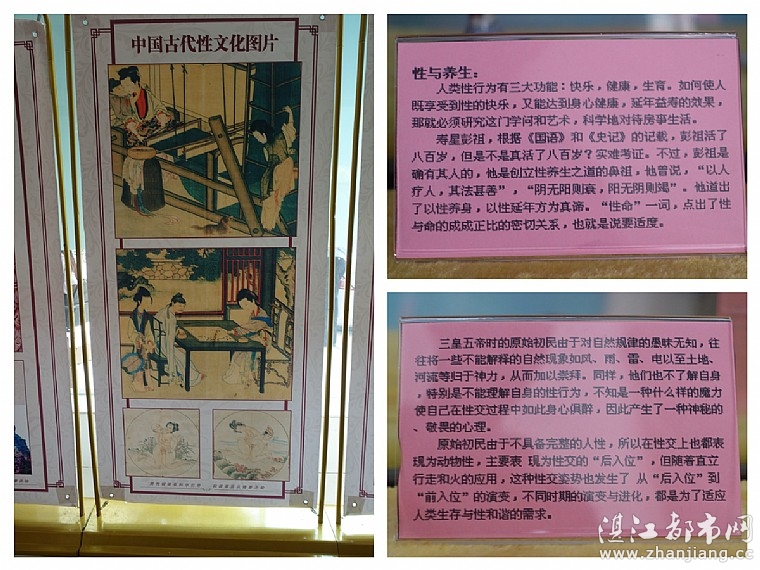 中国古代性文化图片
性与养生：
人类性行为有三大功能：快乐，健康，生育。如何使人
既享受到性的快乐，又能达到身心健康，延年益寿的效果，
那就必须研究这门学问和艺术，科学地对待房事生活。
寿星彭祖，根据《国语》和《史记》的记载，彭祖活了
八百岁，但是不是真活了八百岁？实难考证。不过，彭祖是
确有其人的，他是创立性养生之道的鼻祖，他曾说，“以人
疗人，其法甚善”，“阴无阳则衰，阳无阴则竭”。他道出
了以性养身，以性延年方为真谛。“性命”一词，点出了性
与命的成成正比的密切关系，也就是说要适度。
三皇五帝时的原始初民由于对自然规律的愚昧无知，往
往将一些不能解释的自然现象如风、雨、雷、电以至土地、
河流等归于神力，从而加以崇拜。同样，他们也不了解自身
，特别是不能理解自身的性行为，不知是一种什么样的魔力
使自己在性交过程中如此身心俱醉，因此产生了一种神秘的
、敬畏的心理。
原始初民由于不具备完整的人性，所以在性交上也都表
现为动物性，主要表 现为性交的“后入位”，但随着直立
行走和火的应用，这种性交姿势也发生了 从“后入位”到
“前入位”的演变，不同时期的演变与进化，都是为了适应
人类生存与性和谐的需求。
湛江都市网
www.zhanjiang.cc